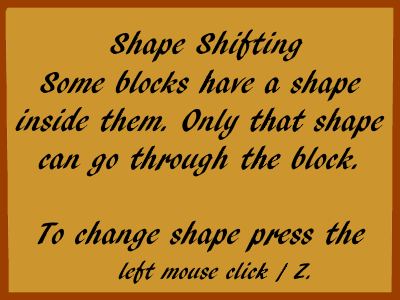 Shape Shifting
Some blocks have a shape
inside them. Only that shape
can go through the block.
To change shape press the
left mouse click / Z.